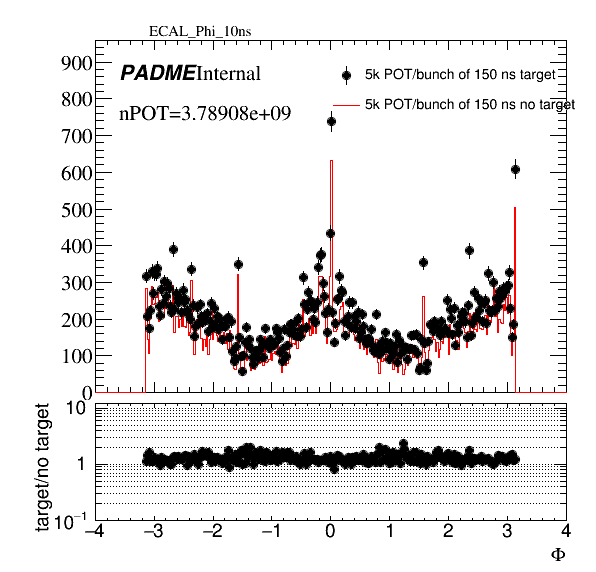 ECAL_Phi_10ns
PADME Internal
nPOT=3.78908e+09
5k POT/bunch of 150 ns target
5k POT/bunch of 150 ns no target
900
800
700
600
500
400
300
200
100
0
target/no target
10
1
10⁻¹
−4 −3 −2 −1 0 1 2 3 4
Φ